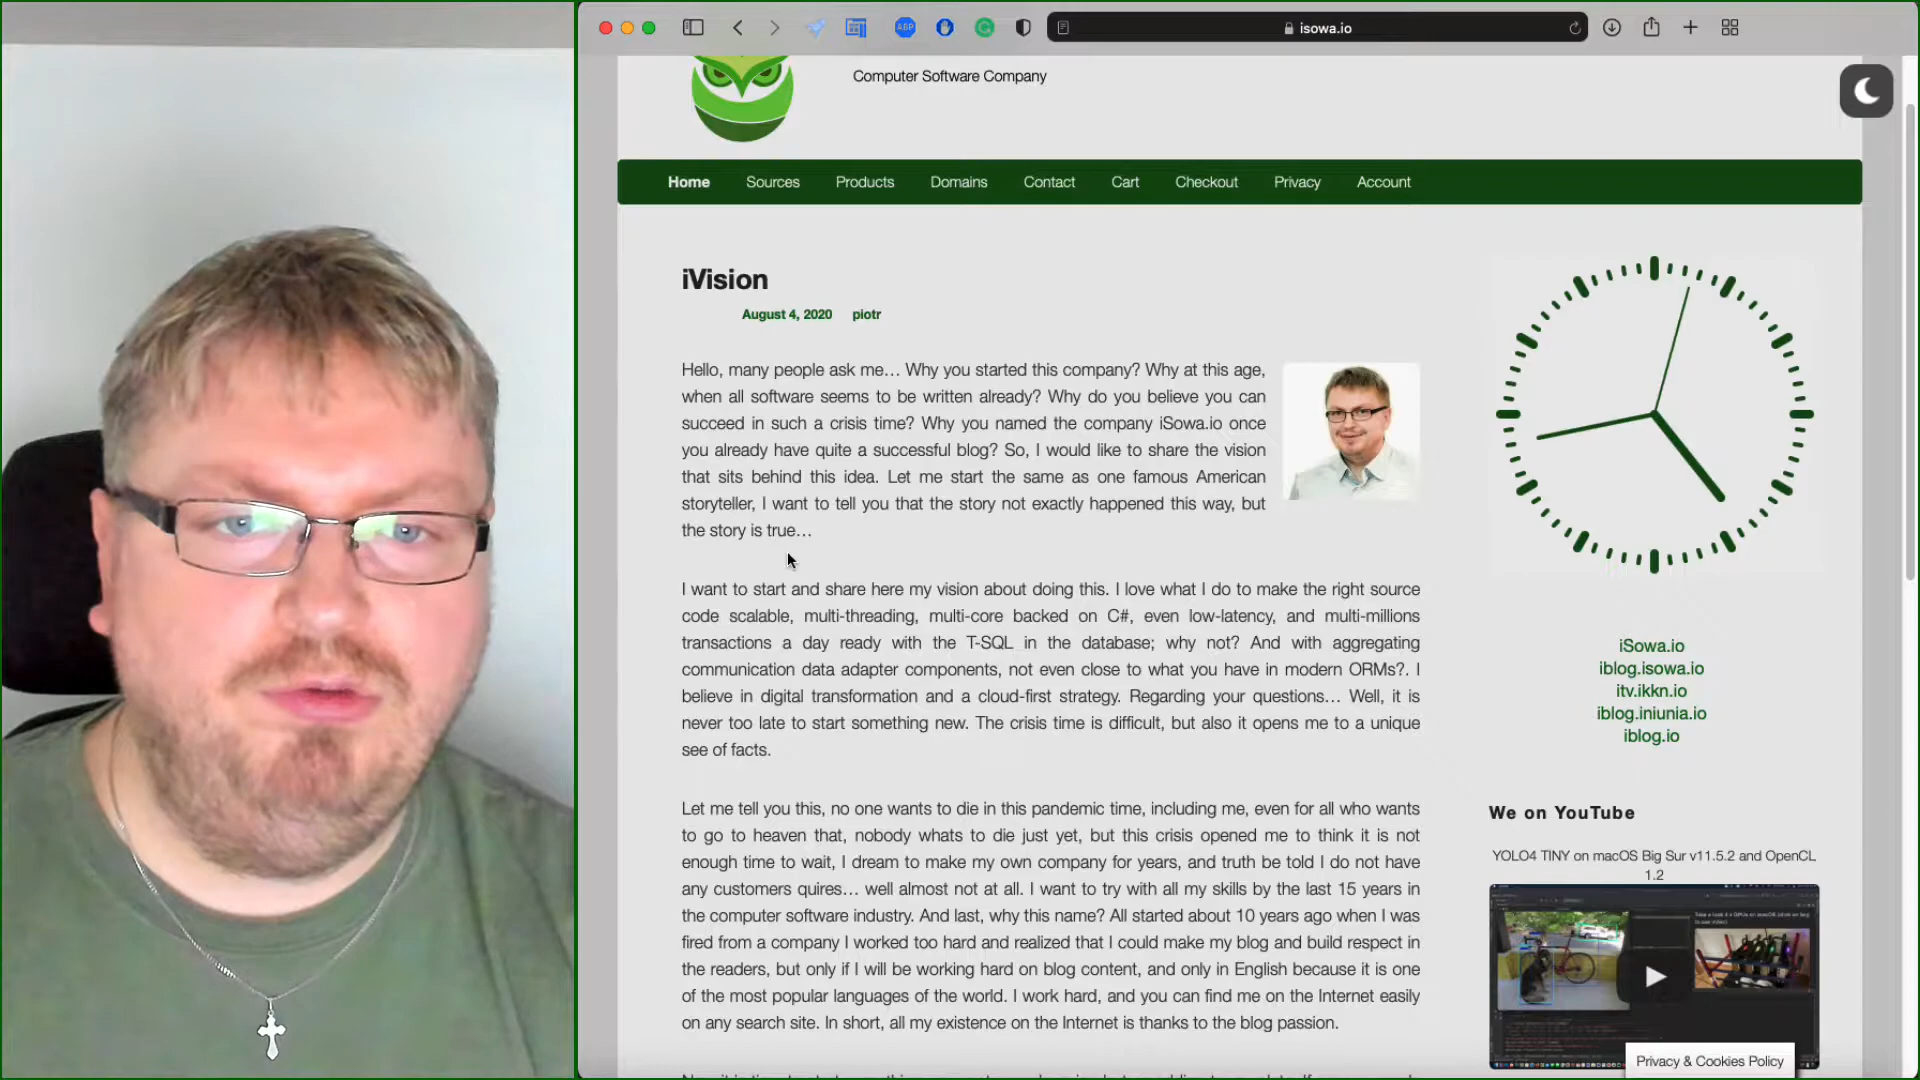 isowa.io
ABP
Computer Software Company
Home Sources Products Domains Contact Cart Checkout Privacy Account
iVision
August 4, 2020 piotr
Hello, many people ask me… Why you started this company? Why at this age,
when all software seems to be written already? Why do you believe you can
succeed in such a crisis time? Why you named the company iSowa.io once
you already have quite a successful blog? So, I would like to share the vision
that sits behind this idea. Let me start the same as one famous American
storyteller, I want to tell you that the story not exactly happened this way, but
the story is true…
I want to start and share here my vision about doing this. I love what I do to make the right source
code scalable, multi-threading, multi-core backed on C#, even low-latency, and multi-millions
transactions a day ready with the T-SQL in the database; why not? And with aggregating
communication data adapter components, not even close to what you have in modern ORMs?. I
believe in digital transformation and a cloud-first strategy. Regarding your questions… Well, it is
never too late to start something new. The crisis time is difficult, but also it opens me to a unique
see of facts.
Let me tell you this, no one wants to die in this pandemic time, including me, even for all who wants
to go to heaven that, nobody whats to die just yet, but this crisis opened me to think it is not
enough time to wait, I dream to make my own company for years, and truth be told I do not have
any customers quires… well almost not at all. I want to try with all my skills by the last 15 years in
the computer software industry. And last, why this name? All started about 10 years ago when I was
fired from a company I worked too hard and realized that I could make my blog and build respect in
the readers, but only if I will be working hard on blog content, and only in English because it is one
of the most popular languages of the world. I work hard, and you can find me on the Internet easily
on any search site. In short, all my existence on the Internet is thanks to the blog passion.
iSowa.io
iblog.isowa.io
itv.ikkn.io
iblog.iniunia.io
iblog.io
We on YouTube
YOLO4 TINY on macOS Big Sur v11.5.2 and OpenCL
1.2
Privacy & Cookies Policy